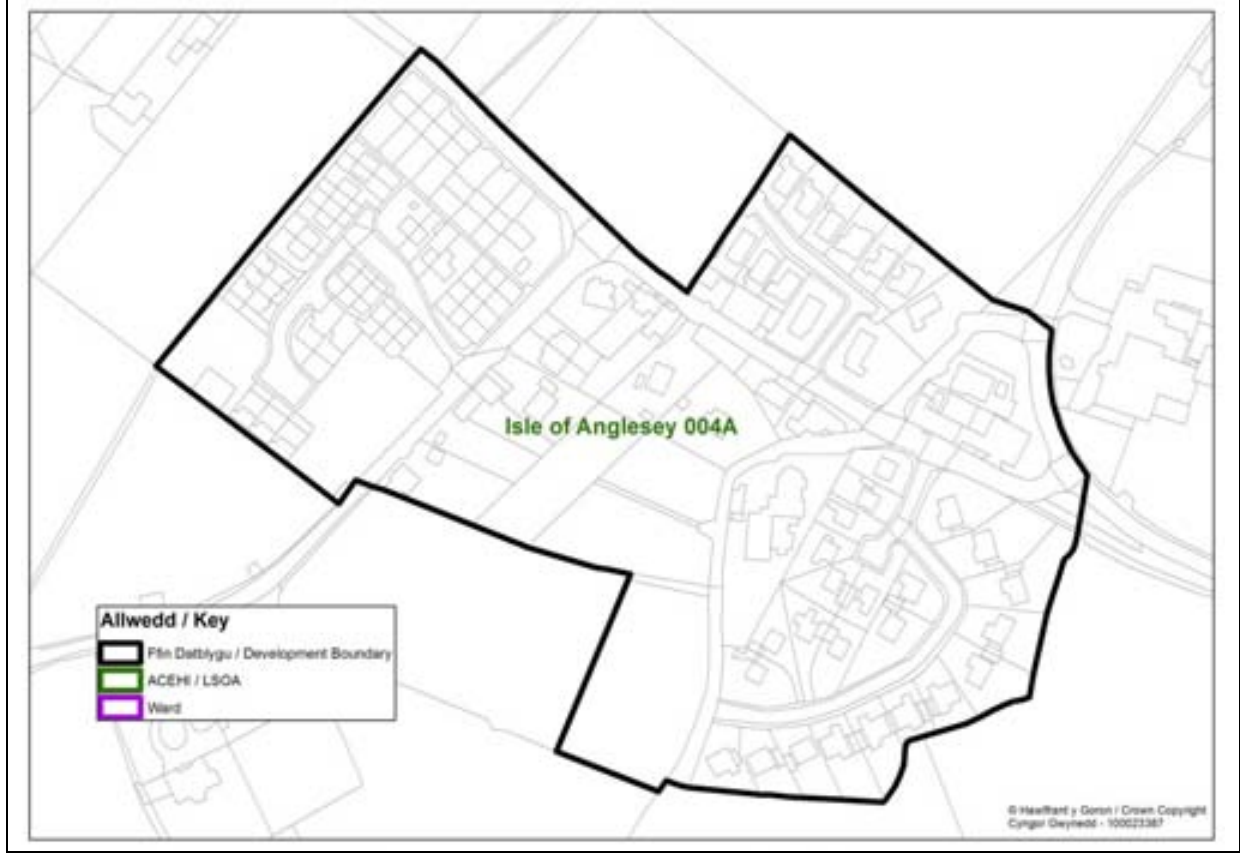 Isle of Anglesey 004A
Allwedd / Key
Ffin Datblygu / Development Boundary
ACEHI / LSOA
Ward
© Hawlfraint y Goron / Crown Copyright
Cyngor Gwynedd - 100023387